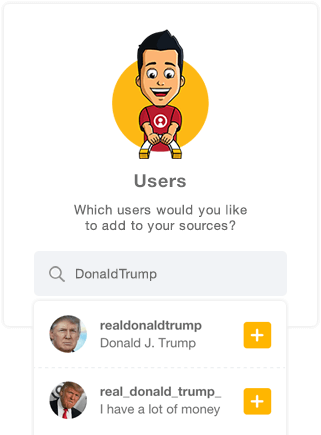 Users
Which users would you like
to add to your sources?
DonaldTrump
realdonaldtrump
Donald J. Trump
real_donald_trump_
I have a lot of money